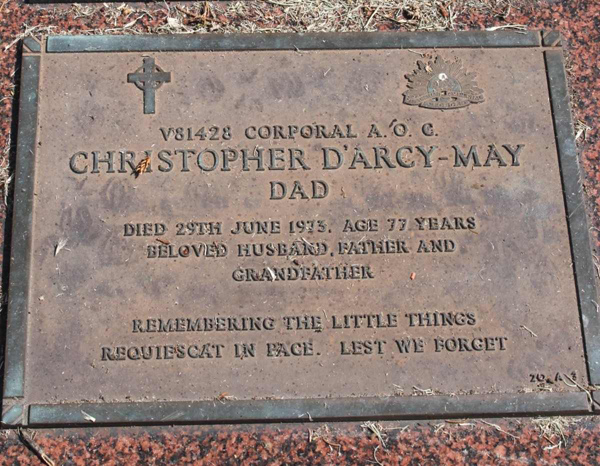 V81428 CORPORAL A.O.C.
CHRISTOPHER D'ARCY-MAY
DAD
DIED 29TH JUNE 1973. AGE 77 YEARS
BELOVED HUSBAND, FATHER AND
GRANDFATHER
REMEMBERING THE LITTLE THINGS
REQUIESCAT IN PACE. LEST WE FORGET